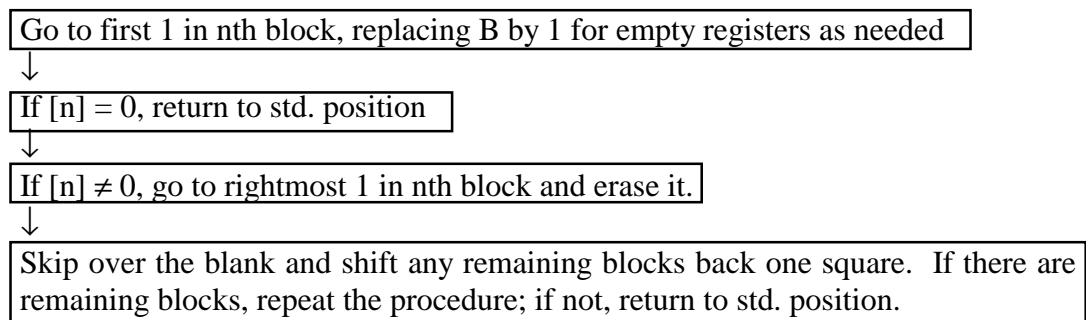 Go to first 1 in nth block, replacing B by 1 for empty registers as needed
↓
If [n] = 0, return to std. position
↓
If [n] ≠ 0, go to rightmost 1 in nth block and erase it.
↓
Skip over the blank and shift any remaining blocks back one square.  If there are
remaining blocks, repeat the procedure; if not, return to std. position.